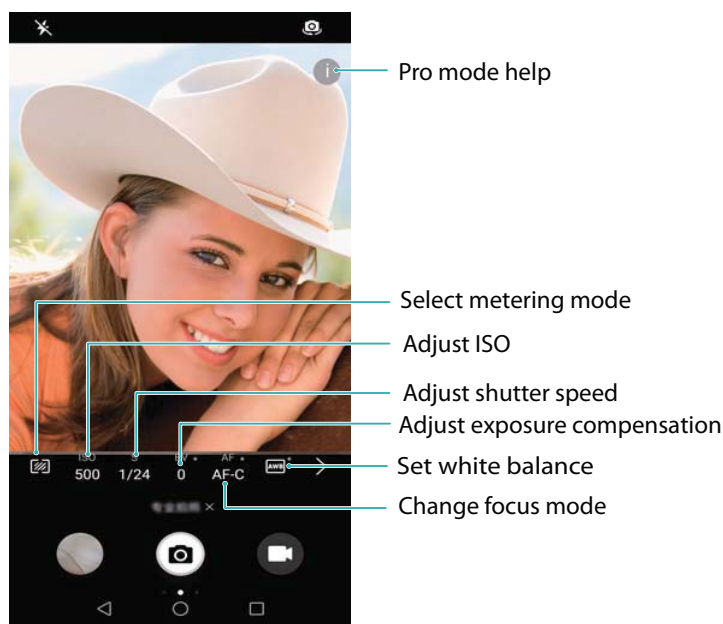 i
Pro mode help
Select metering mode
Adjust ISO
Adjust shutter speed
Adjust exposure compensation
Set white balance
Change focus mode
ISO S EV AF
500 1/24 0 AF-C AWB